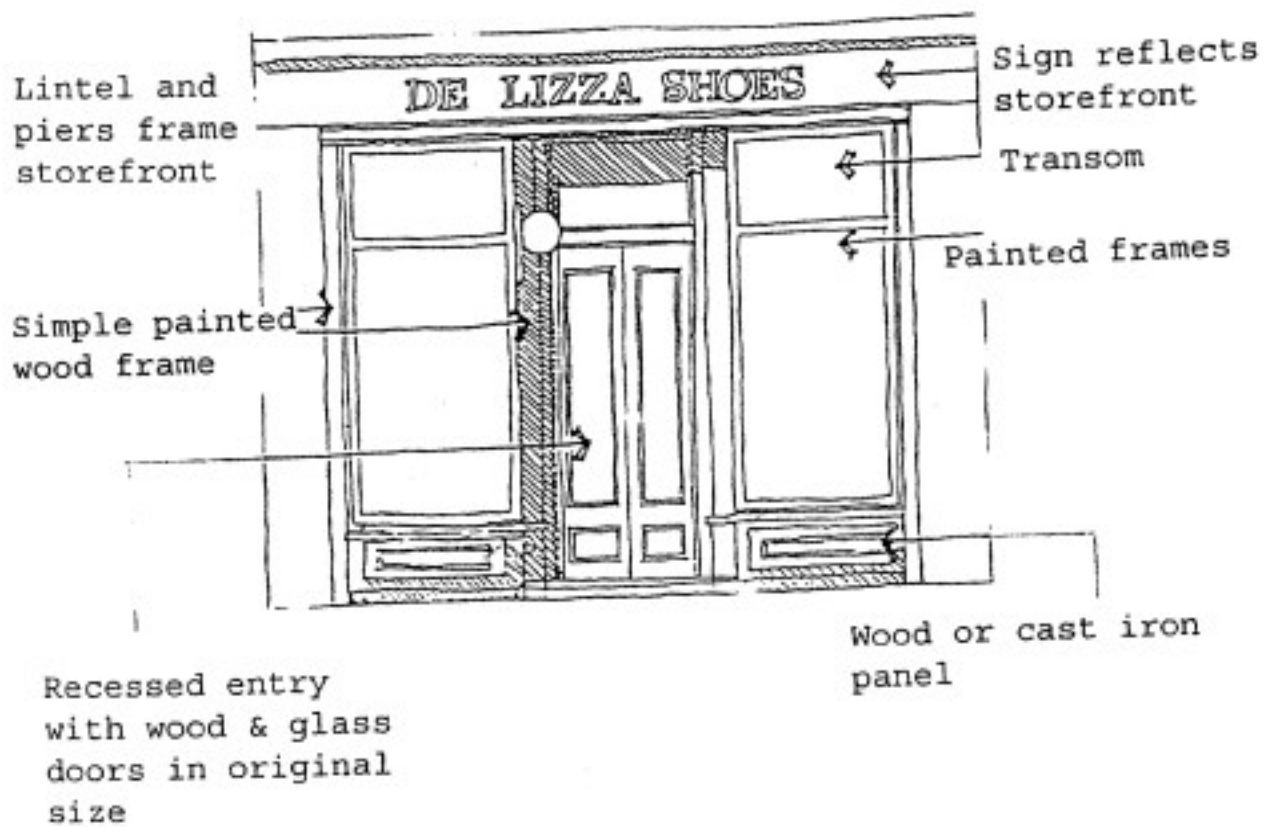 DE LIZZA SHOES
Lintel and
piers frame
storefront
Sign reflects
storefront
Transom
Painted frames
Simple painted
wood frame
Wood or cast iron
panel
Recessed entry
with wood & glass
doors in original
size